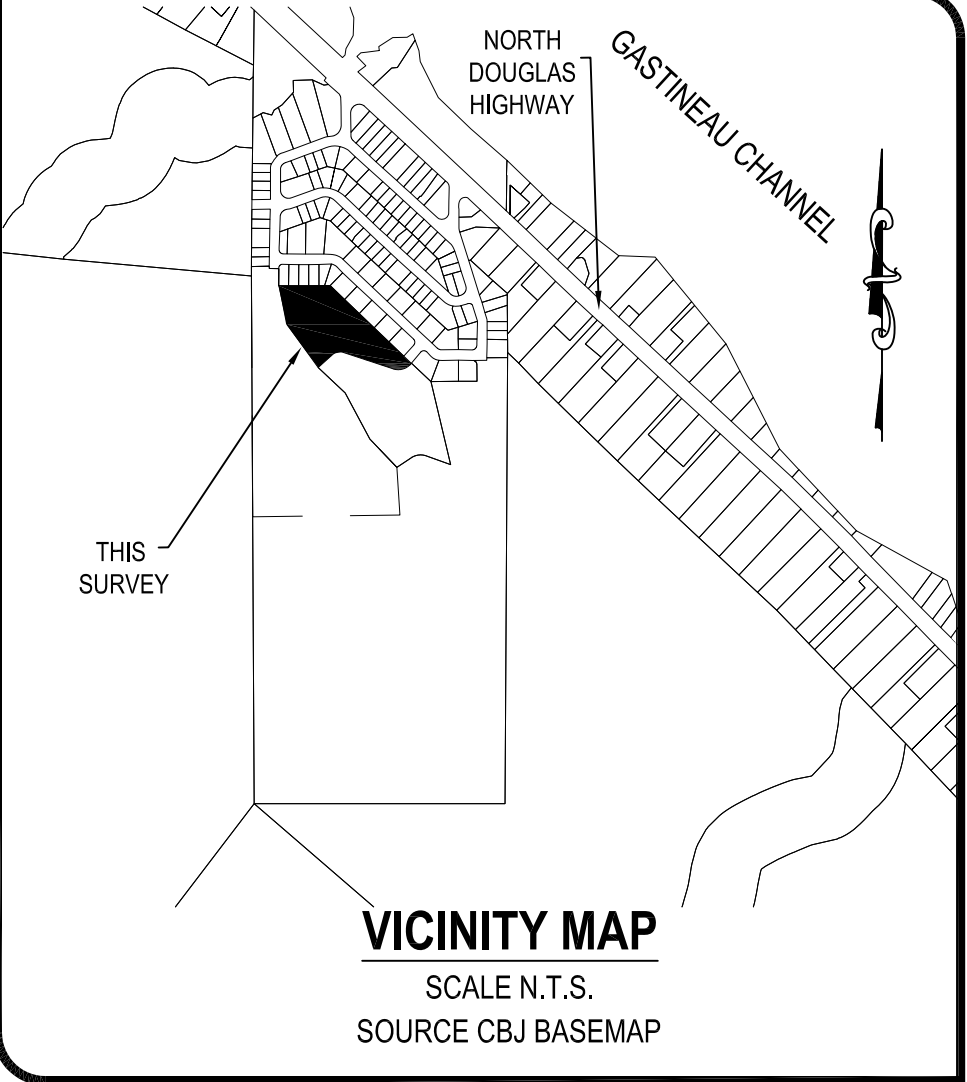 NORTH
DOUGLAS
HIGHWAY
GASTINEAU CHANNEL
THIS
SURVEY
VICINITY MAP
SCALE N.T.S.
SOURCE CBJ BASEMAP